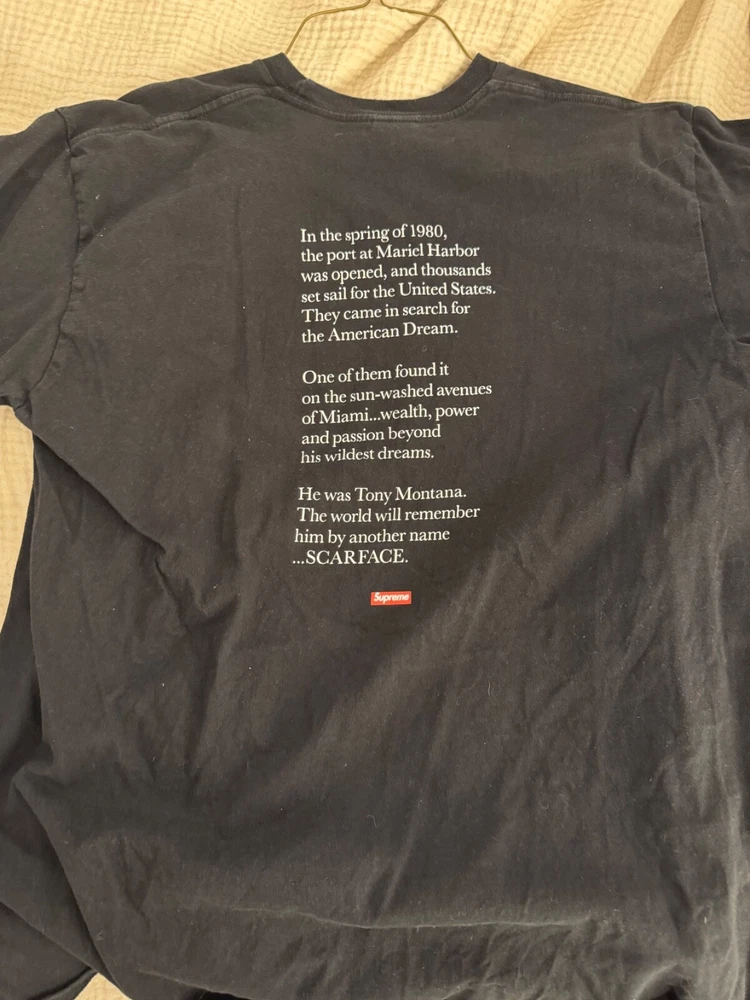 In the spring of 1980,
the port at Mariel Harbor
was opened, and thousands
set sail for the United States.
They came in search for
the American Dream.
One of them found it
on the sun-washed avenues
of Miami...wealth, power
and passion beyond
his wildest dreams.
He was Tony Montana.
The world will remember
him by another name
...SCARFACE.
Supreme